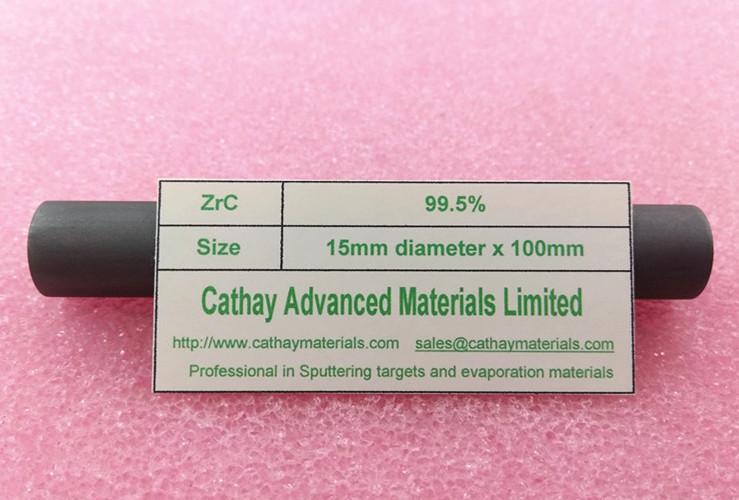 ZrC 99.5%
Size 15mm diameter x 100mm
Cathay Advanced Materials Limited
http://www.cathaymaterials.com sales@cathaymaterials.com
Professional in Sputtering targets and evaporation materials